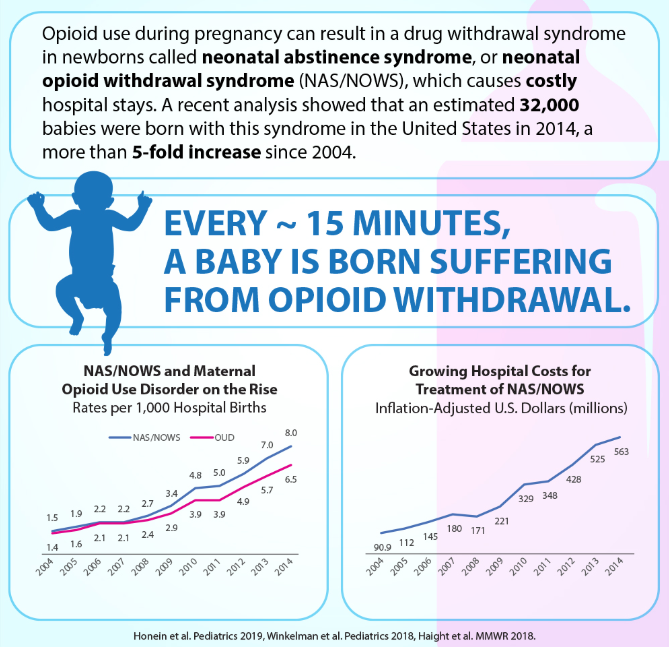 Opioid use during pregnancy can result in a drug withdrawal syndrome
in newborns called neonatal abstinence syndrome, or neonatal
opioid withdrawal syndrome (NAS/NOWS), which causes costly
hospital stays. A recent analysis showed that an estimated 32,000
babies were born with this syndrome in the United States in 2014, a
more than 5-fold increase since 2004.
EVERY ~ 15 MINUTES,
A BABY IS BORN SUFFERING
FROM OPIOID WITHDRAWAL.
NAS/NOWS and Maternal
Opioid Use Disorder on the Rise
Rates per 1,000 Hospital Births
NAS/NOWS OUD
1.5 1.9 2.2 2.2 2.7 3.4 4.8 5.0 5.9 7.0 8.0
1.4 1.6 2.1 2.1 2.4 2.9 3.9 3.9 4.9 5.7 6.5
2004 2005 2006 2007 2008 2009 2010 2011 2012 2013 2014
Growing Hospital Costs for
Treatment of NAS/NOWS
Inflation-Adjusted U.S. Dollars (millions)
90.9 112 145 180 171 221 329 348 428 525 563
2004 2005 2006 2007 2008 2009 2010 2011 2012 2013 2014
Honein et al. Pediatrics 2019, Winkelman et al. Pediatrics 2018, Haight et al. MMWR 2018.